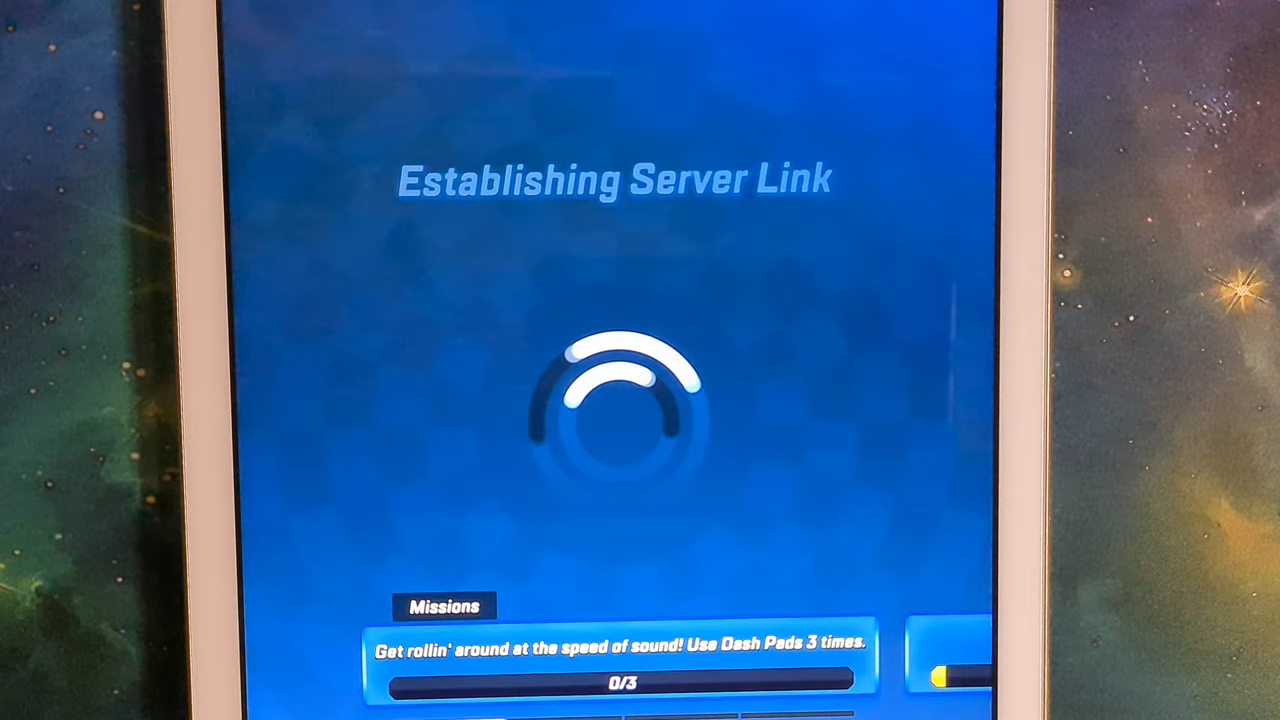 Establishing Server Link
Missions
Get rollin' around at the speed of sound! Use Dash Pads 3 times.
0/3